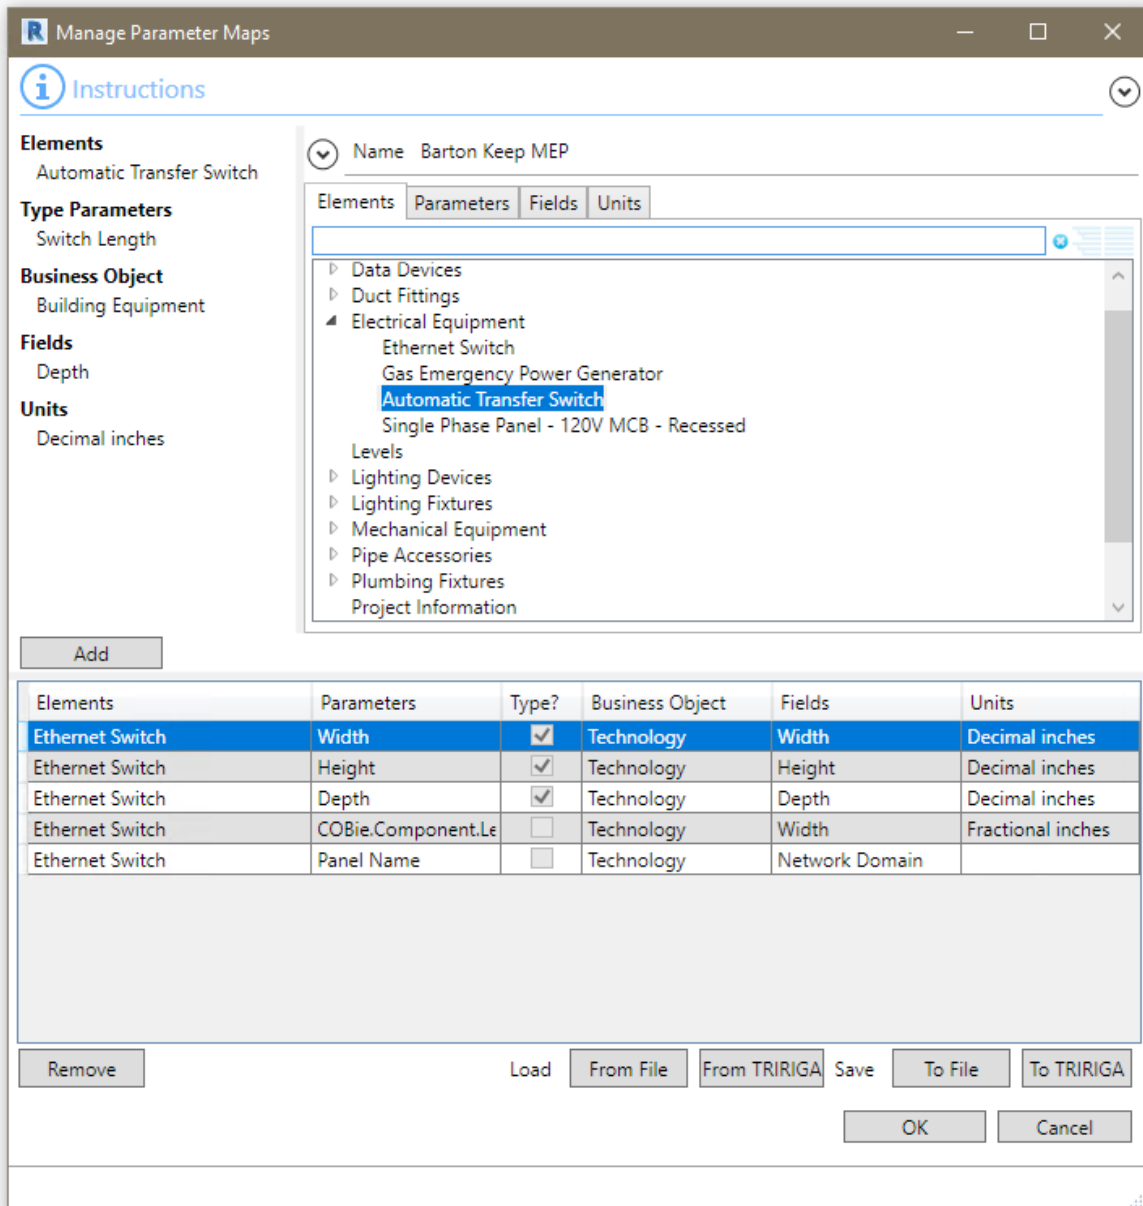 Manage Parameter Maps
Instructions
Elements
Automatic Transfer Switch
Type Parameters
Switch Length
Business Object
Building Equipment
Fields
Depth
Units
Decimal inches
Name Barton Keep MEP
Elements Parameters Fields Units
Data Devices
Duct Fittings
Electrical Equipment
Ethernet Switch
Gas Emergency Power Generator
Automatic Transfer Switch
Single Phase Panel - 120V MCB - Recessed
Levels
Lighting Devices
Lighting Fixtures
Mechanical Equipment
Pipe Accessories
Plumbing Fixtures
Project Information
Add
Elements Parameters Type? Business Object Fields Units
Ethernet Switch Width Technology Width Decimal inches
Ethernet Switch Height Technology Height Decimal inches
Ethernet Switch Depth Technology Depth Decimal inches
Ethernet Switch COBie.Component.Le Technology Width Fractional inches
Ethernet Switch Panel Name Technology Network Domain
Remove Load From File From TRIRIGA Save To File To TRIRIGA
OK Cancel